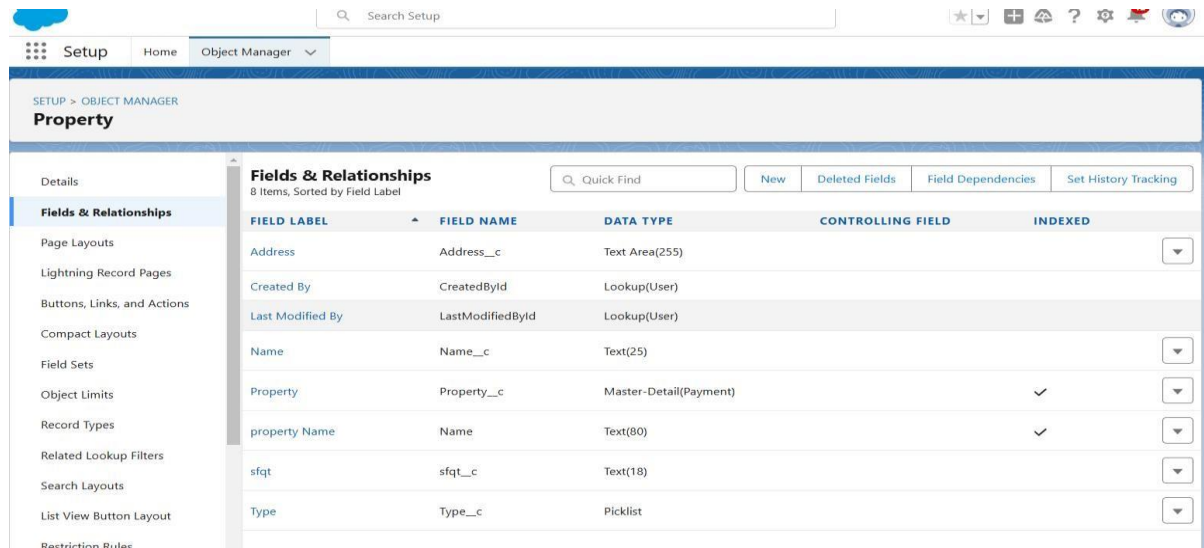 Search Setup
Setup Home Object Manager
SETUP > OBJECT MANAGER
Property
Details
Fields & Relationships
Page Layouts
Lightning Record Pages
Buttons, Links, and Actions
Compact Layouts
Field Sets
Object Limits
Record Types
Related Lookup Filters
Search Layouts
List View Button Layout
Restriction Rules
Fields & Relationships
8 Items, Sorted by Field Label
Quick Find New Deleted Fields Field Dependencies Set History Tracking
FIELD LABEL FIELD NAME DATA TYPE CONTROLLING FIELD INDEXED
Address Address__c Text Area(255)
Created By CreatedById Lookup(User)
Last Modified By LastModifiedById Lookup(User)
Name Name__c Text(25)
Property Property__c Master-Detail(Payment)
property Name Name Text(80)
sfqt sfqt__c Text(18)
Type Type__c Picklist